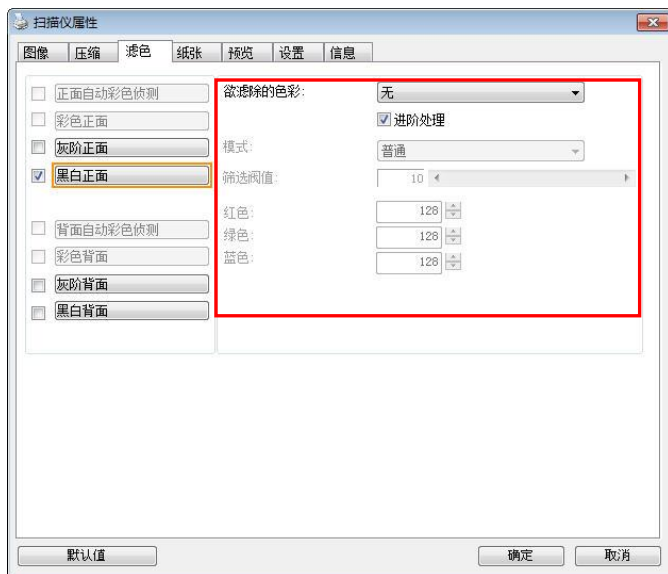 扫描仪属性
图像 压缩 滤色 纸张 预览 设置 信息
正面自动彩色侦测
彩色正面
灰阶正面
黑白正面
背面自动彩色侦测
彩色背面
灰阶背面
黑白背面
欲滤除的色彩: 无
进阶处理
模式: 普通
筛选阀值: 10
红色: 128
绿色: 128
蓝色: 128
默认值 确定 取消